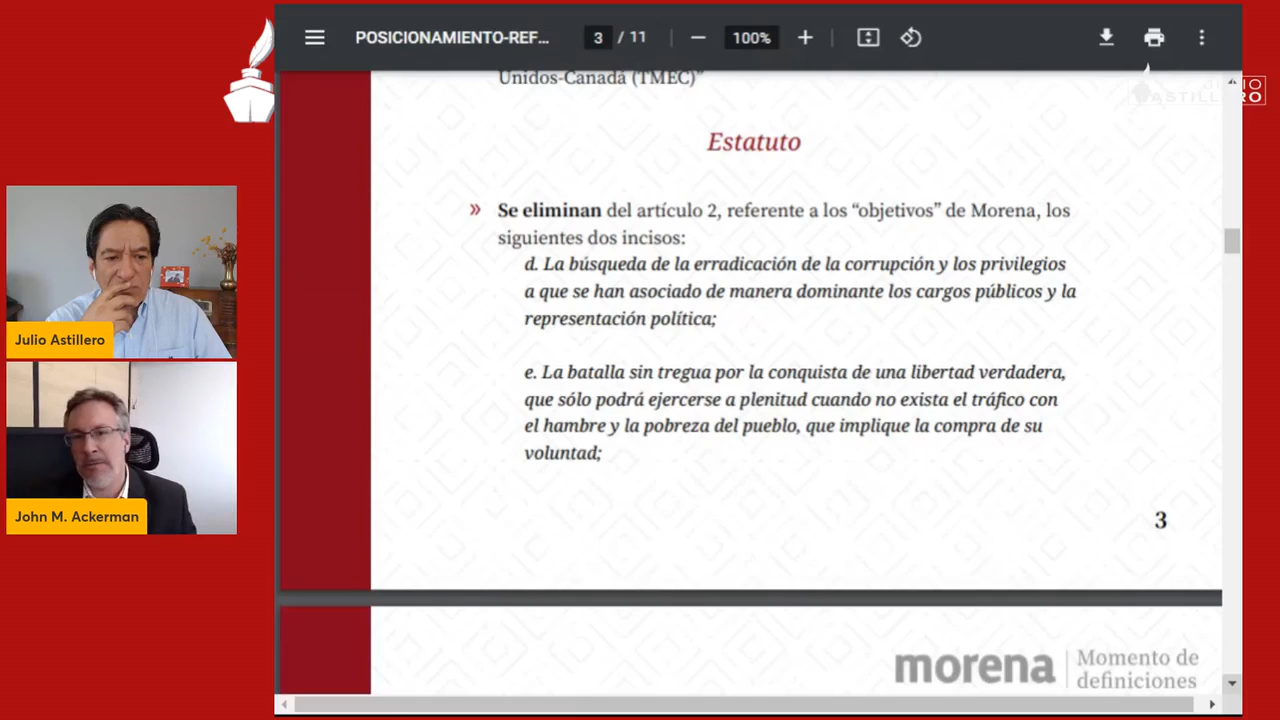 POSICIONAMIENTO-REF...
3 / 11
100%
Unidos-Canadá (TMEC)”
Estatuto
» Se eliminan del artículo 2, referente a los “objetivos” de Morena, los
siguientes dos incisos:
d. La búsqueda de la erradicación de la corrupción y los privilegios
a que se han asociado de manera dominante los cargos públicos y la
representación política;
e. La batalla sin tregua por la conquista de una libertad verdadera,
que sólo podrá ejercerse a plenitud cuando no exista el tráfico con
el hambre y la pobreza del pueblo, que implique la compra de su
voluntad;
3
morena
Momento de
definiciones
Julio Astillero
John M. Ackerman